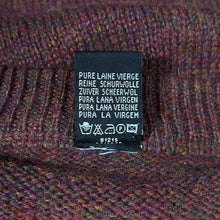 PURE LAINE VIERGE
REINE SCHURWOLLE
ZUIVER SCHEERWOL
PURA LANA VIRGEN
PURA LANA VERGINE
PURA LA VIRGEM